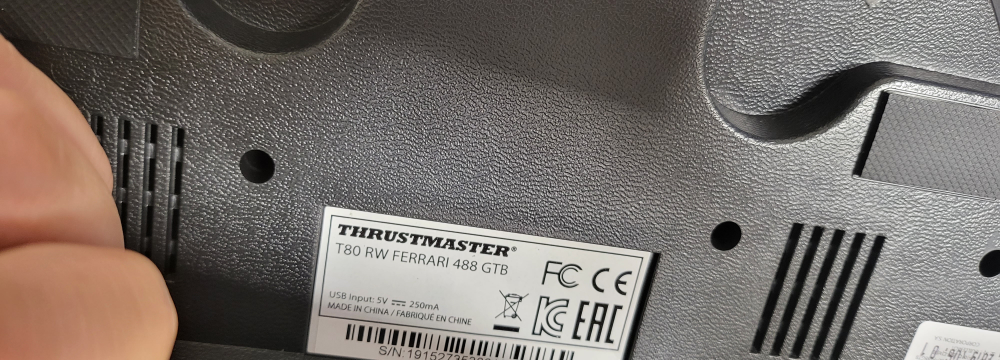 THRUSTMASTER®
T80 RW FERRARI 488 GTB
FC CE
USB Input: 5V ⎓ 250mA
MADE IN CHINA / FABRIQUÉ EN CHINE
EAC